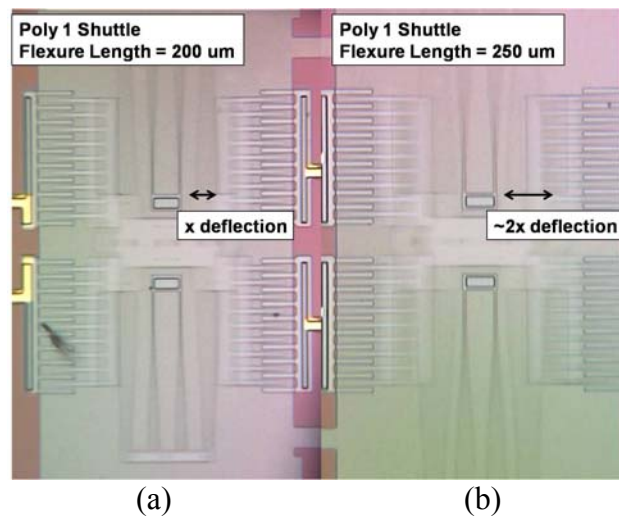 Poly 1 Shuttle
Flexure Length = 200 um
Poly 1 Shuttle
Flexure Length = 250 um
x deflection
~2x deflection
(a)
(b)